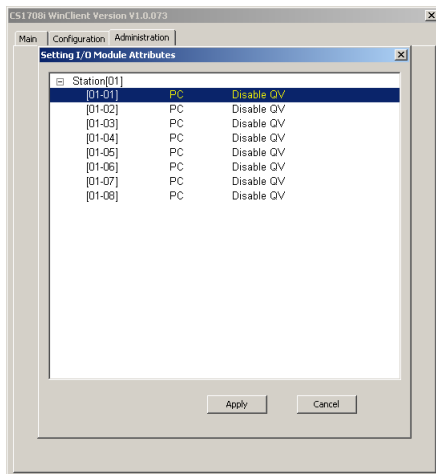 CS1708i WinClient Version V1.0.073
Main Configuration Administration
Setting I/O Module Attributes
Station[01]
[01-01] PC Disable QV
[01-02] PC Disable QV
[01-03] PC Disable QV
[01-04] PC Disable QV
[01-05] PC Disable QV
[01-06] PC Disable QV
[01-07] PC Disable QV
[01-08] PC Disable QV
Apply Cancel